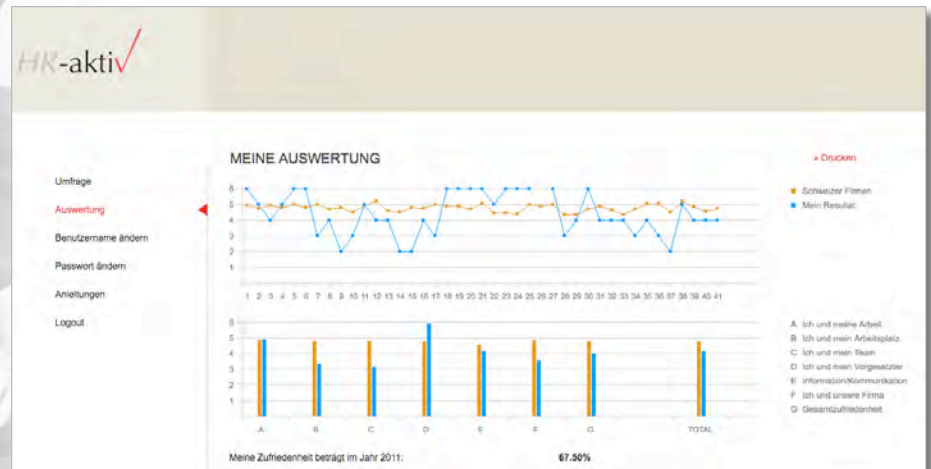 HR-aktiv
MEINE AUSWERTUNG
» Drucken
Umfrage
Auswertung
Benutzername ändern
Passwort ändern
Anleitungen
Logout
Schweizer Firmen
Mein Resultat
6
5
4
3
2
1
1 2 3 4 5 6 7 8 9 10 11 12 13 14 15 16 17 18 19 20 21 22 23 24 25 26 27 28 29 30 31 32 33 34 35 36 37 38 39 40 41
6
5
4
3
2
1
A B C D E F G TOTAL
A Ich und meine Arbeit
B Ich und mein Arbeitsplatz
C Ich und mein Team
D Ich und mein Vorgesetzter
E Information/Kommunikation
F Ich und unsere Firma
G Gesamtzufriedenheit
Meine Zufriedenheit beträgt im Jahr 2011: 67.50%